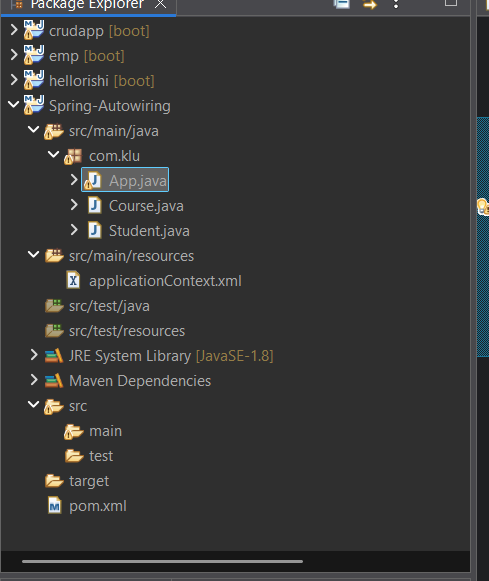 Package Explorer
crudapp [boot]
emp [boot]
hellorishi [boot]
Spring-Autowiring
src/main/java
com.klu
App.java
Course.java
Student.java
src/main/resources
applicationContext.xml
src/test/java
src/test/resources
JRE System Library [JavaSE-1.8]
Maven Dependencies
src
main
test
target
pom.xml